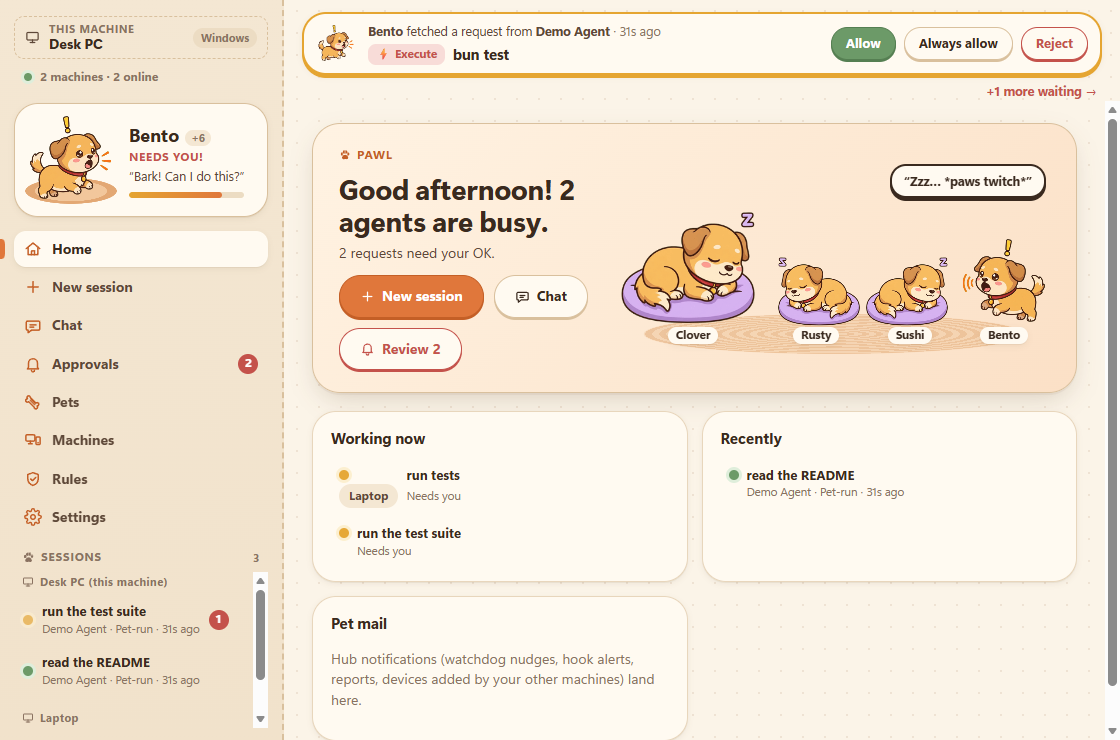 THIS MACHINE
Desk PC
Windows
2 machines · 2 online
Bento +6
NEEDS YOU!
“Bark! Can I do this?”
Home
New session
Chat
Approvals 2
Pets
Machines
Rules
Settings
SESSIONS 3
Desk PC (this machine)
run the test suite
Demo Agent · Pet-run · 31s ago
1
read the README
Demo Agent · Pet-run · 31s ago
Laptop
Bento fetched a request from Demo Agent · 31s ago
Execute bun test
Allow
Always allow
Reject
+1 more waiting →
PAWL
Good afternoon! 2
agents are busy.
2 requests need your OK.
New session
Chat
Review 2
“Zzz... *paws twitch*”
Z
z
z
!
Clover
Rusty
Sushi
Bento
Working now
run tests
Laptop Needs you
run the test suite
Needs you
Recently
read the README
Demo Agent · Pet-run · 31s ago
Pet mail
Hub notifications (watchdog nudges, hook alerts,
reports, devices added by your other machines) land
here.